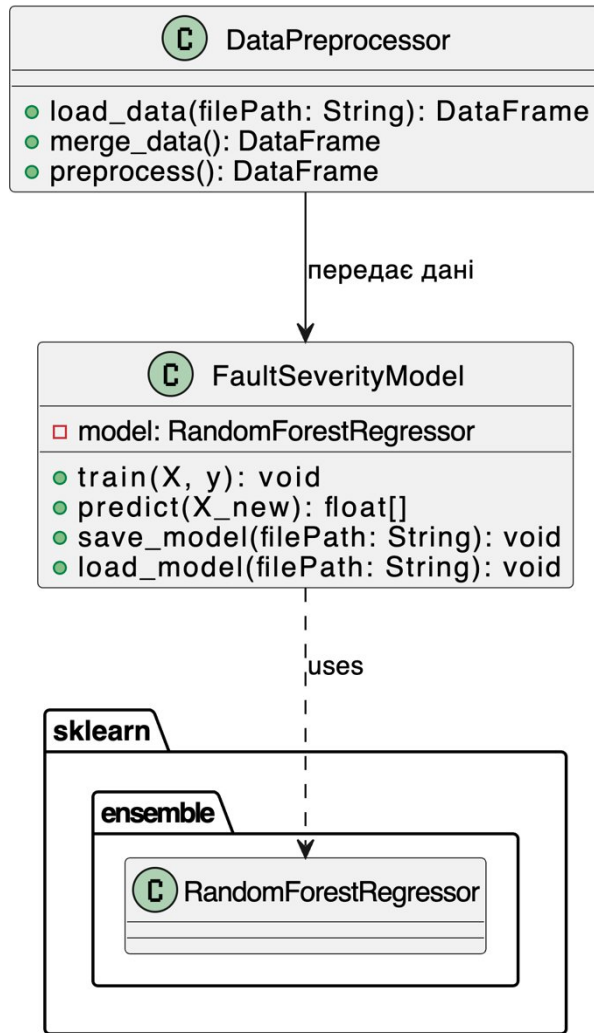 C DataPreprocessor
load_data(filePath: String): DataFrame
merge_data(): DataFrame
preprocess(): DataFrame
передає дані
C FaultSeverityModel
model: RandomForestRegressor
train(X, y): void
predict(X_new): float[]
save_model(filePath: String): void
load_model(filePath: String): void
uses
sklearn
ensemble
C RandomForestRegressor